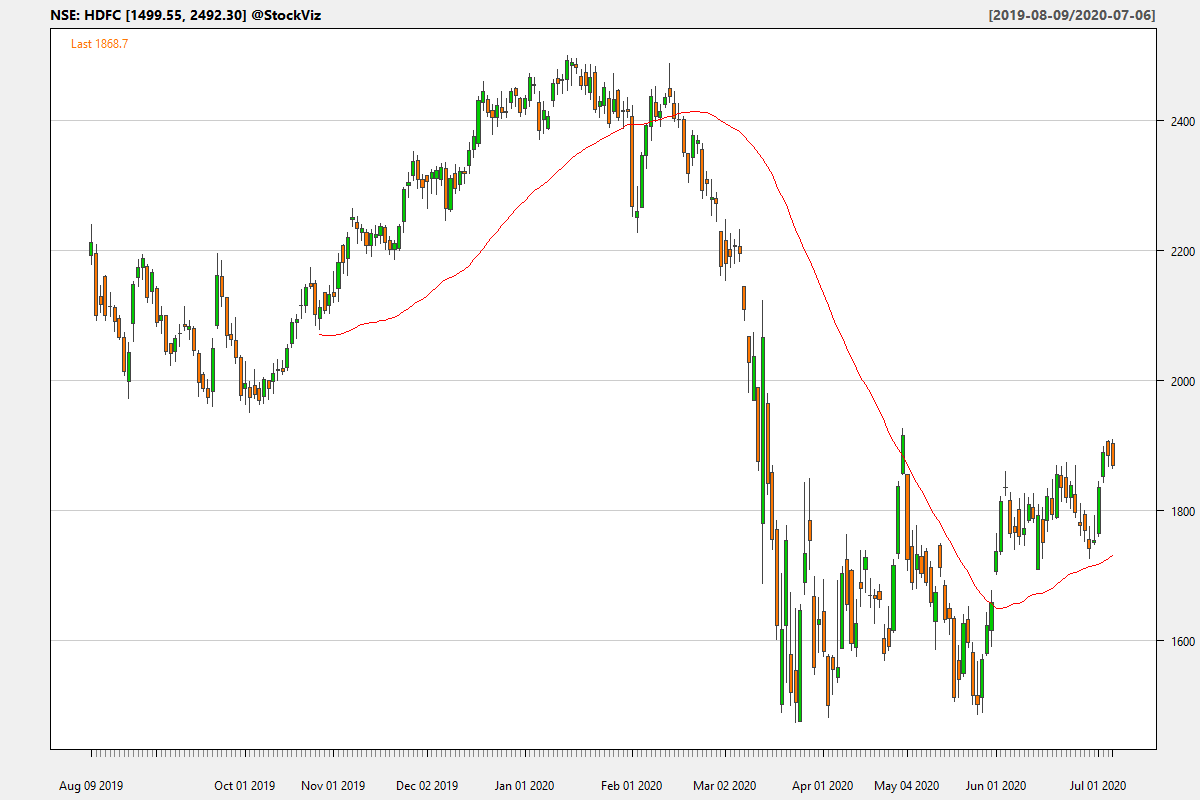 NSE: HDFC [1499.55, 2492.30] @StockViz
[2019-08-09/2020-07-06]
Last 1868.7
2400
2200
2000
1800
1600
Aug 09 2019
Oct 01 2019
Nov 01 2019
Dec 02 2019
Jan 01 2020
Feb 01 2020
Mar 02 2020
Apr 01 2020
May 04 2020
Jun 01 2020
Jul 01 2020